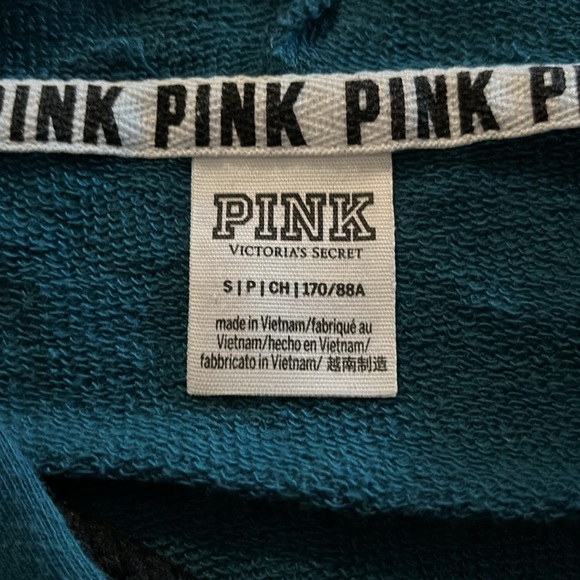 PINK PINK PINK P
PINK
VICTORIA'S SECRET
S|P|CH|170/88A
made in Vietnam/fabriqué au
Vietnam/hecho en Vietnam/
fabbricato in Vietnam/ 越南制造